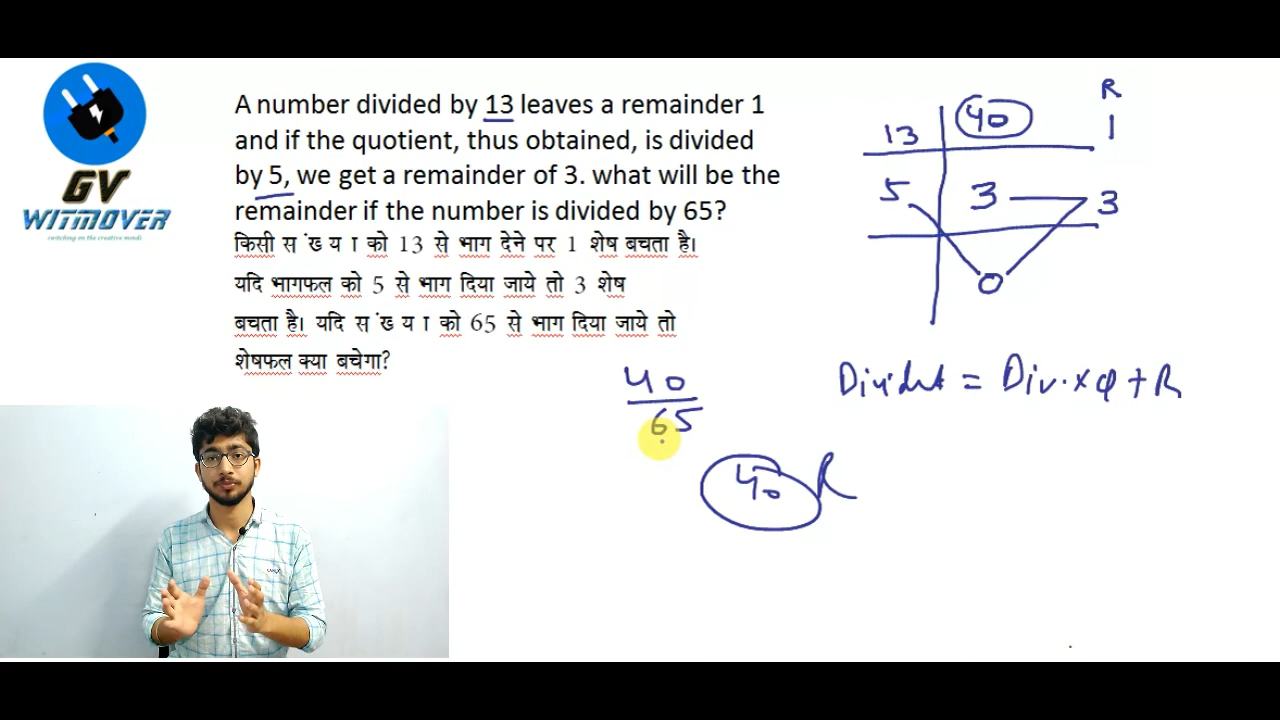 GV
WITMOVER
switching on the creative minds
A number divided by 13 leaves a remainder 1
and if the quotient, thus obtained, is divided
by 5, we get a remainder of 3. what will be the
remainder if the number is divided by 65?
किसी स ंख य ा को 13 से भाग देने पर 1 शेष बचता है।
यदि भागफल को 5 से भाग दिया जाये तो 3 शेष
बचता है। यदि स ंख य ा को 65 से भाग दिया जाये तो
शेषफल क्या बचेगा?
R
13 40 1
5 3 3
0
40
65
40 R
Divident = Div. x Q + R